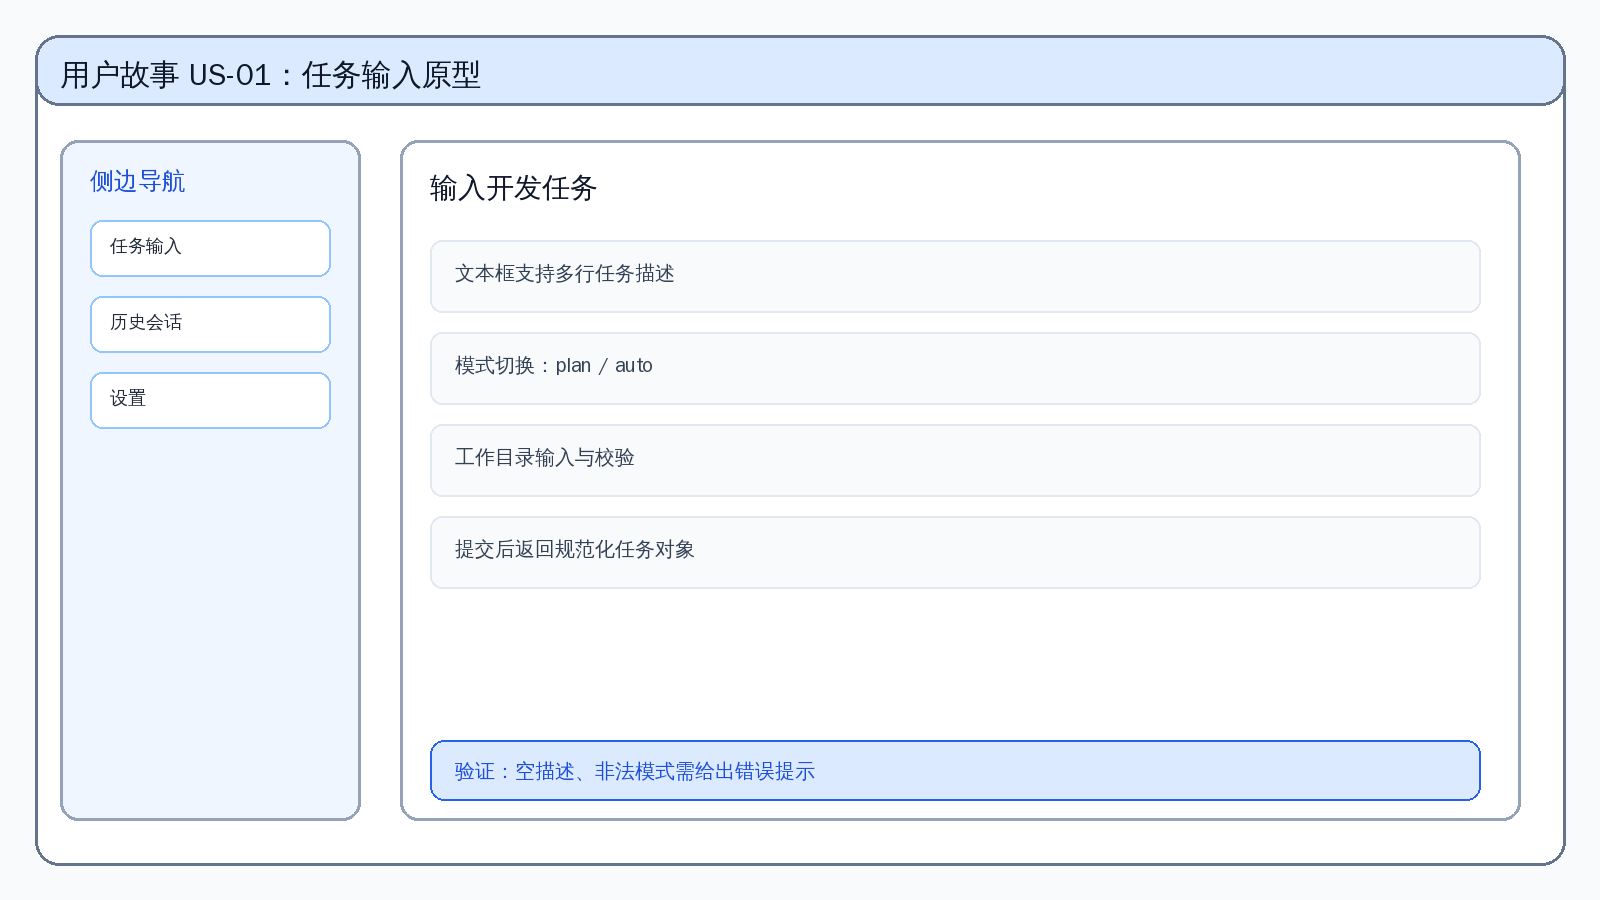 用户故事 US-01：任务输入原型
侧边导航
任务输入
历史会话
设置
输入开发任务
文本框支持多行任务描述
模式切换：plan / auto
工作目录输入与校验
提交后返回规范化任务对象
验证：空描述、非法模式需给出错误提示